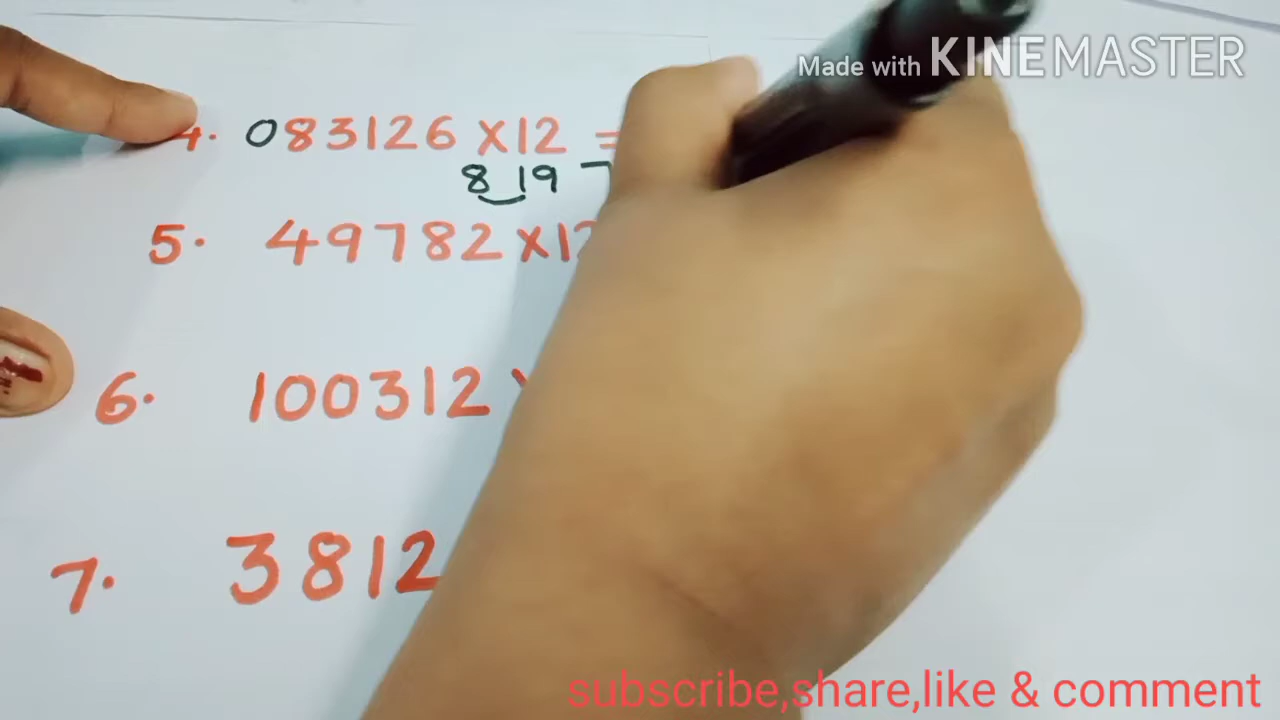 Made with KINEMASTER
4. 083126 X12 =
8 19 7
5. 49782 X12
6. 100312
7. 3812
subscribe,share,like & comment